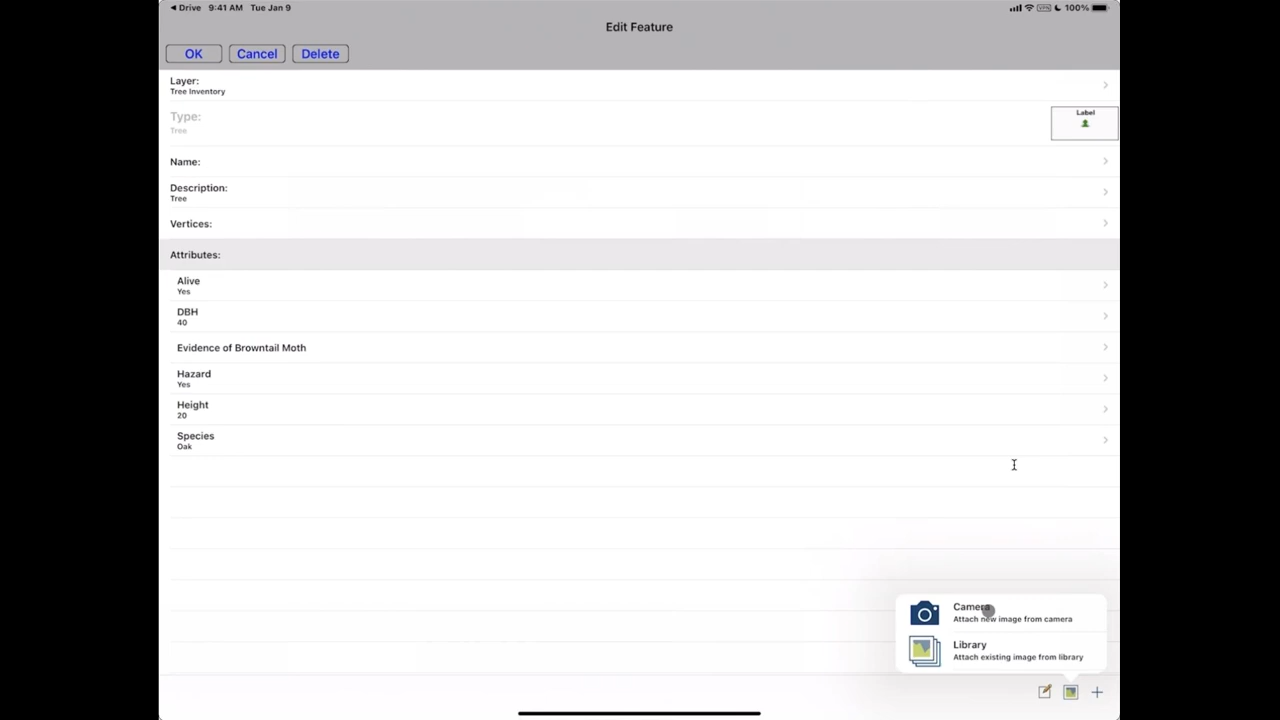 Drive 9:41 AM Tue Jan 9
VPN 100%
Edit Feature
OK Cancel Delete
Layer:
Tree Inventory
Type:
Tree
Label
Name:
Description:
Tree
Vertices:
Attributes:
Alive
Yes
DBH
40
Evidence of Browntail Moth
Hazard
Yes
Height
20
Species
Oak
Camera
Attach new image from camera
Library
Attach existing image from library